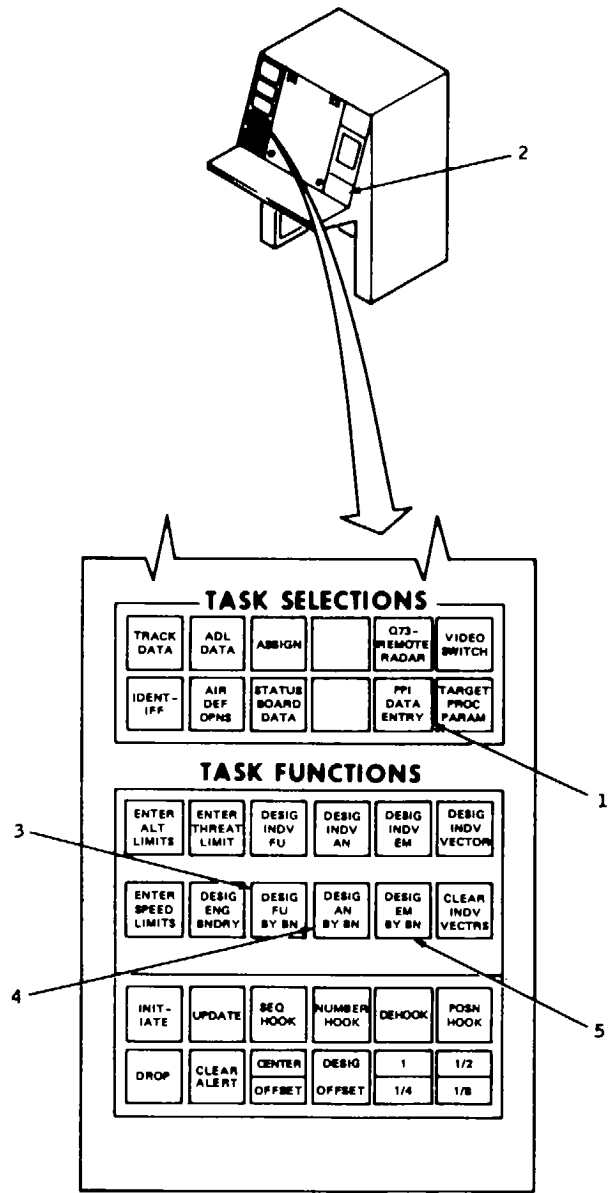 2
TASK SELECTIONS
TRACK DATA
ADL DATA
ASSIGN
Q73- REMOTE RADAR
VIDEO SWITCH
IDENT- IFF
AIR DEF OPNS
STATUS BOARD DATA
PPI DATA ENTRY
TARGET PROC PARAM
1
TASK FUNCTIONS
3
ENTER ALT LIMITS
ENTER THREAT LIMIT
DESIG INDV FU
DESIG INDV AN
DESIG INDV EM
DESIG INDV VECTOR
ENTER SPEED LIMITS
DESIG ENG BNDRY
DESIG FU BY BN
DESIG AN BY BN
DESIG EM BY BN
CLEAR INDV VECTRS
4
5
INIT- IATE
UPDATE
SEQ HOOK
NUMBER HOOK
DEHOOK
POSN HOOK
DROP
CLEAR ALERT
CENTER OFFSET
DESIG OFFSET
1 1/4
1/2 1/8